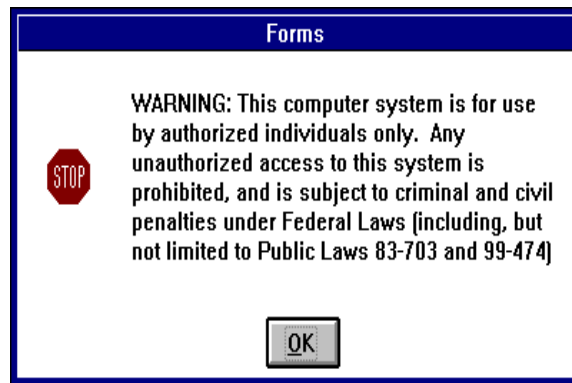 Forms
WARNING: This computer system is for use
by authorized individuals only.  Any
unauthorized access to this system is
prohibited, and is subject to criminal and civil
penalties under Federal Laws (including, but
not limited to Public Laws 83-703 and 99-474)
STOP
OK